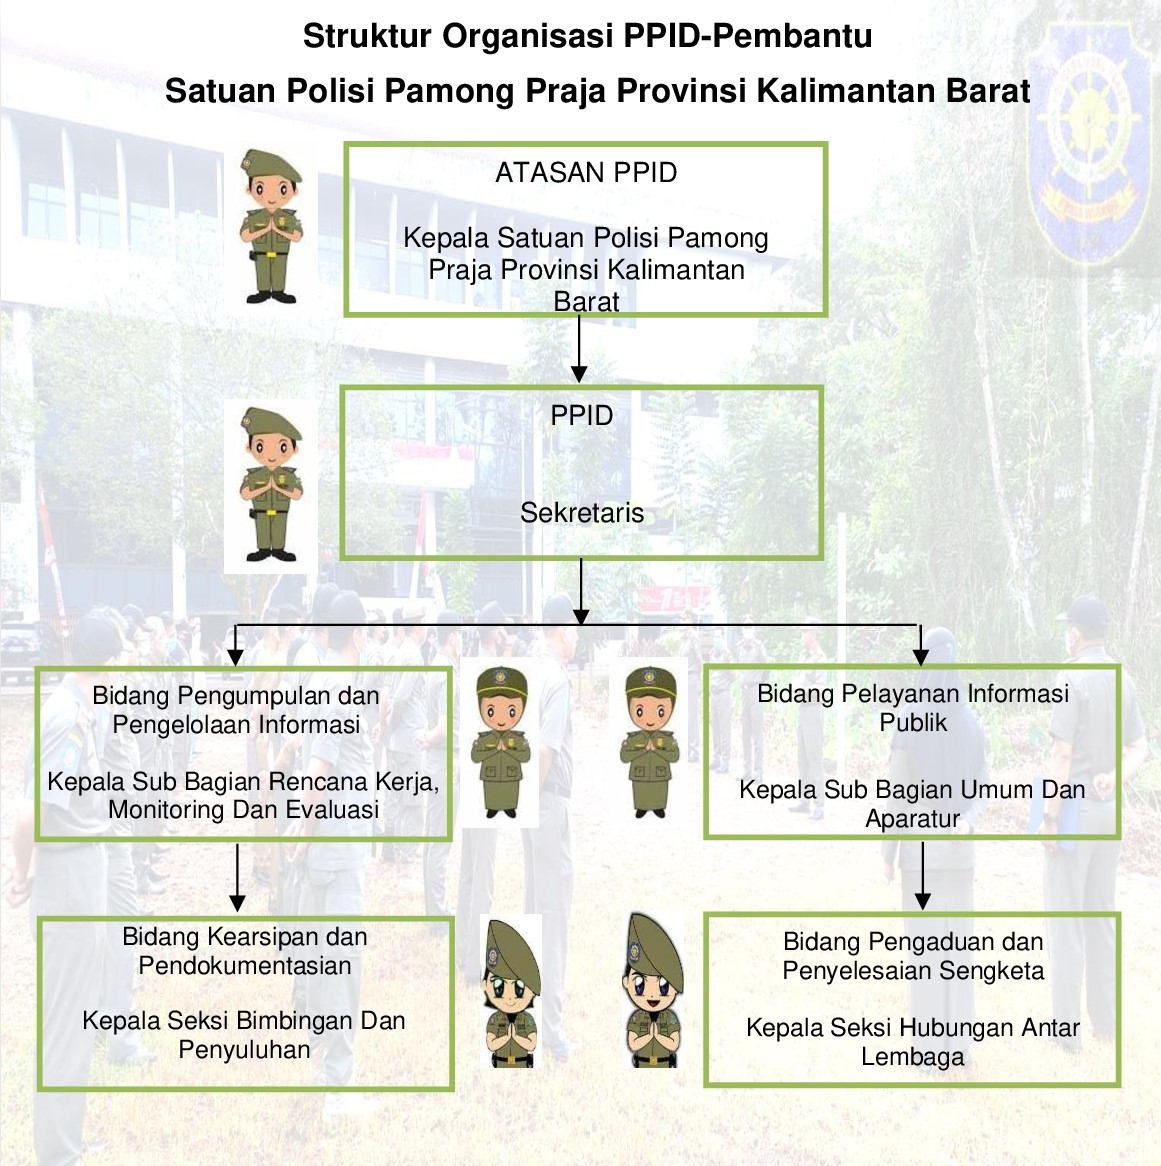 Struktur Organisasi PPID-Pembantu
Satuan Polisi Pamong Praja Provinsi Kalimantan Barat
ATASAN PPID
Kepala Satuan Polisi Pamong
Praja Provinsi Kalimantan
Barat
PPID
Sekretaris
Bidang Pengumpulan dan
Pengelolaan Informasi
Kepala Sub Bagian Rencana Kerja,
Monitoring Dan Evaluasi
Bidang Pelayanan Informasi
Publik
Kepala Sub Bagian Umum Dan
Aparatur
Bidang Kearsipan dan
Pendokumentasian
Kepala Seksi Bimbingan Dan
Penyuluhan
Bidang Pengaduan dan
Penyelesaian Sengketa
Kepala Seksi Hubungan Antar
Lembaga